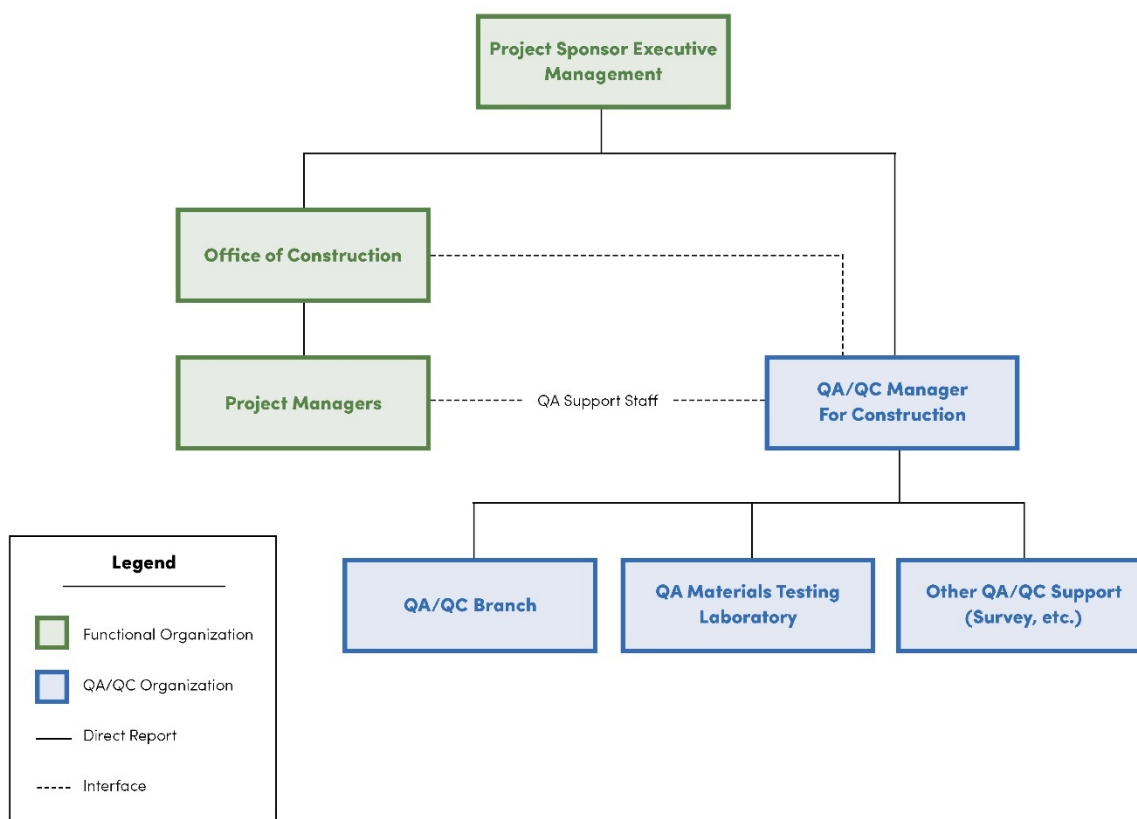 Project Sponsor Executive
Management
Office of Construction
Project Managers
QA Support Staff
QA/QC Manager
For Construction
QA/QC Branch
QA Materials Testing
Laboratory
Other QA/QC Support
(Survey, etc.)
Legend
Functional Organization
QA/QC Organization
Direct Report
Interface